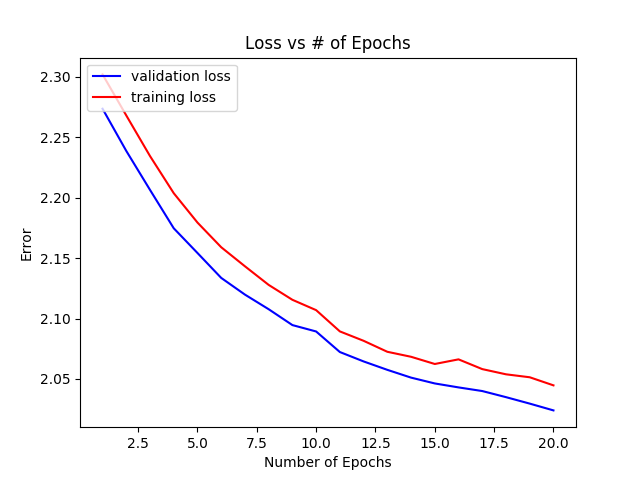 Loss vs # of Epochs
validation loss
training loss
Error
2.30
2.25
2.20
2.15
2.10
2.05
2.5 5.0 7.5 10.0 12.5 15.0 17.5 20.0
Number of Epochs